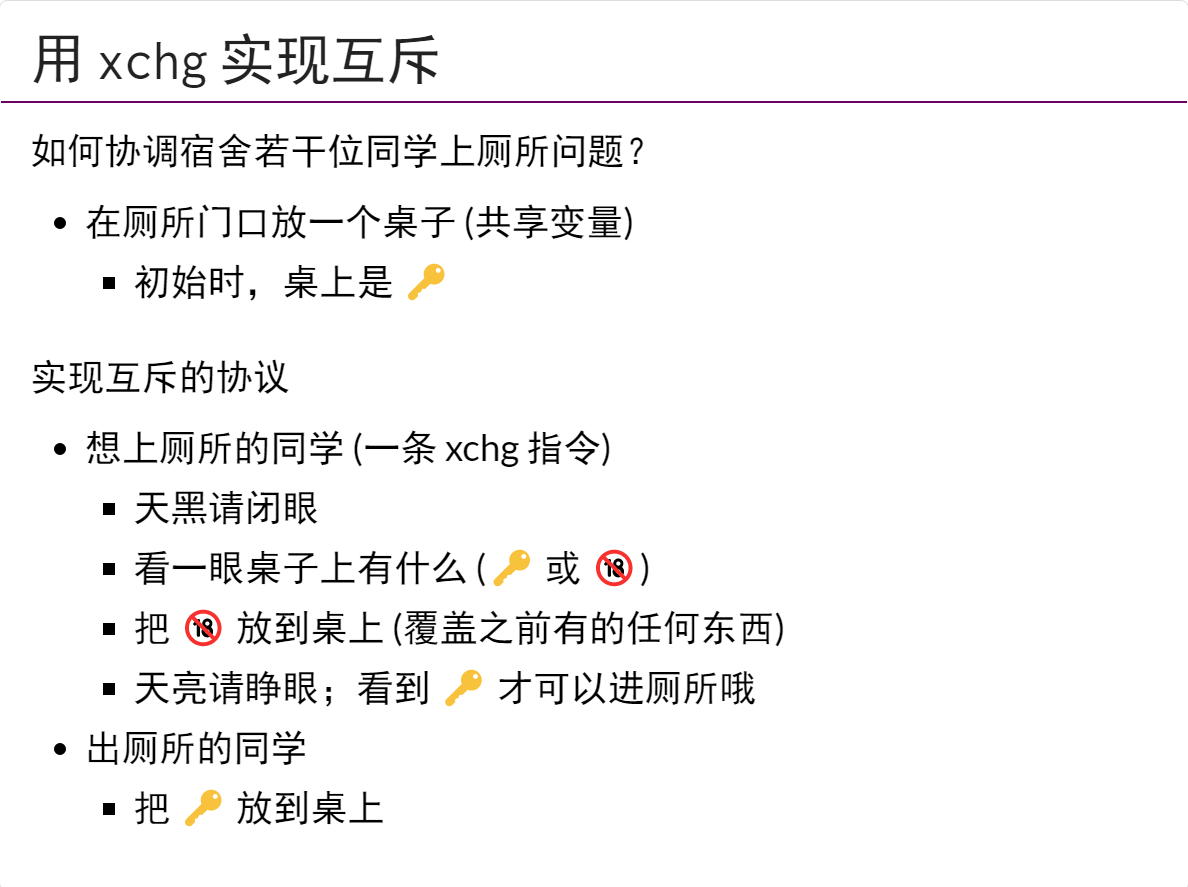 用 xchg 实现互斥
如何协调宿舍若干位同学上厕所问题？
• 在厕所门口放一个桌子 (共享变量)
▪ 初始时，桌上是 🔑
实现互斥的协议
• 想上厕所的同学 (一条 xchg 指令)
▪ 天黑请闭眼
▪ 看一眼桌子上有什么 (🔑 或 🔞)
▪ 把 🔞 放到桌上 (覆盖之前有的任何东西)
▪ 天亮请睁眼；看到 🔑 才可以进厕所哦
• 出厕所的同学
▪ 把 🔑 放到桌上